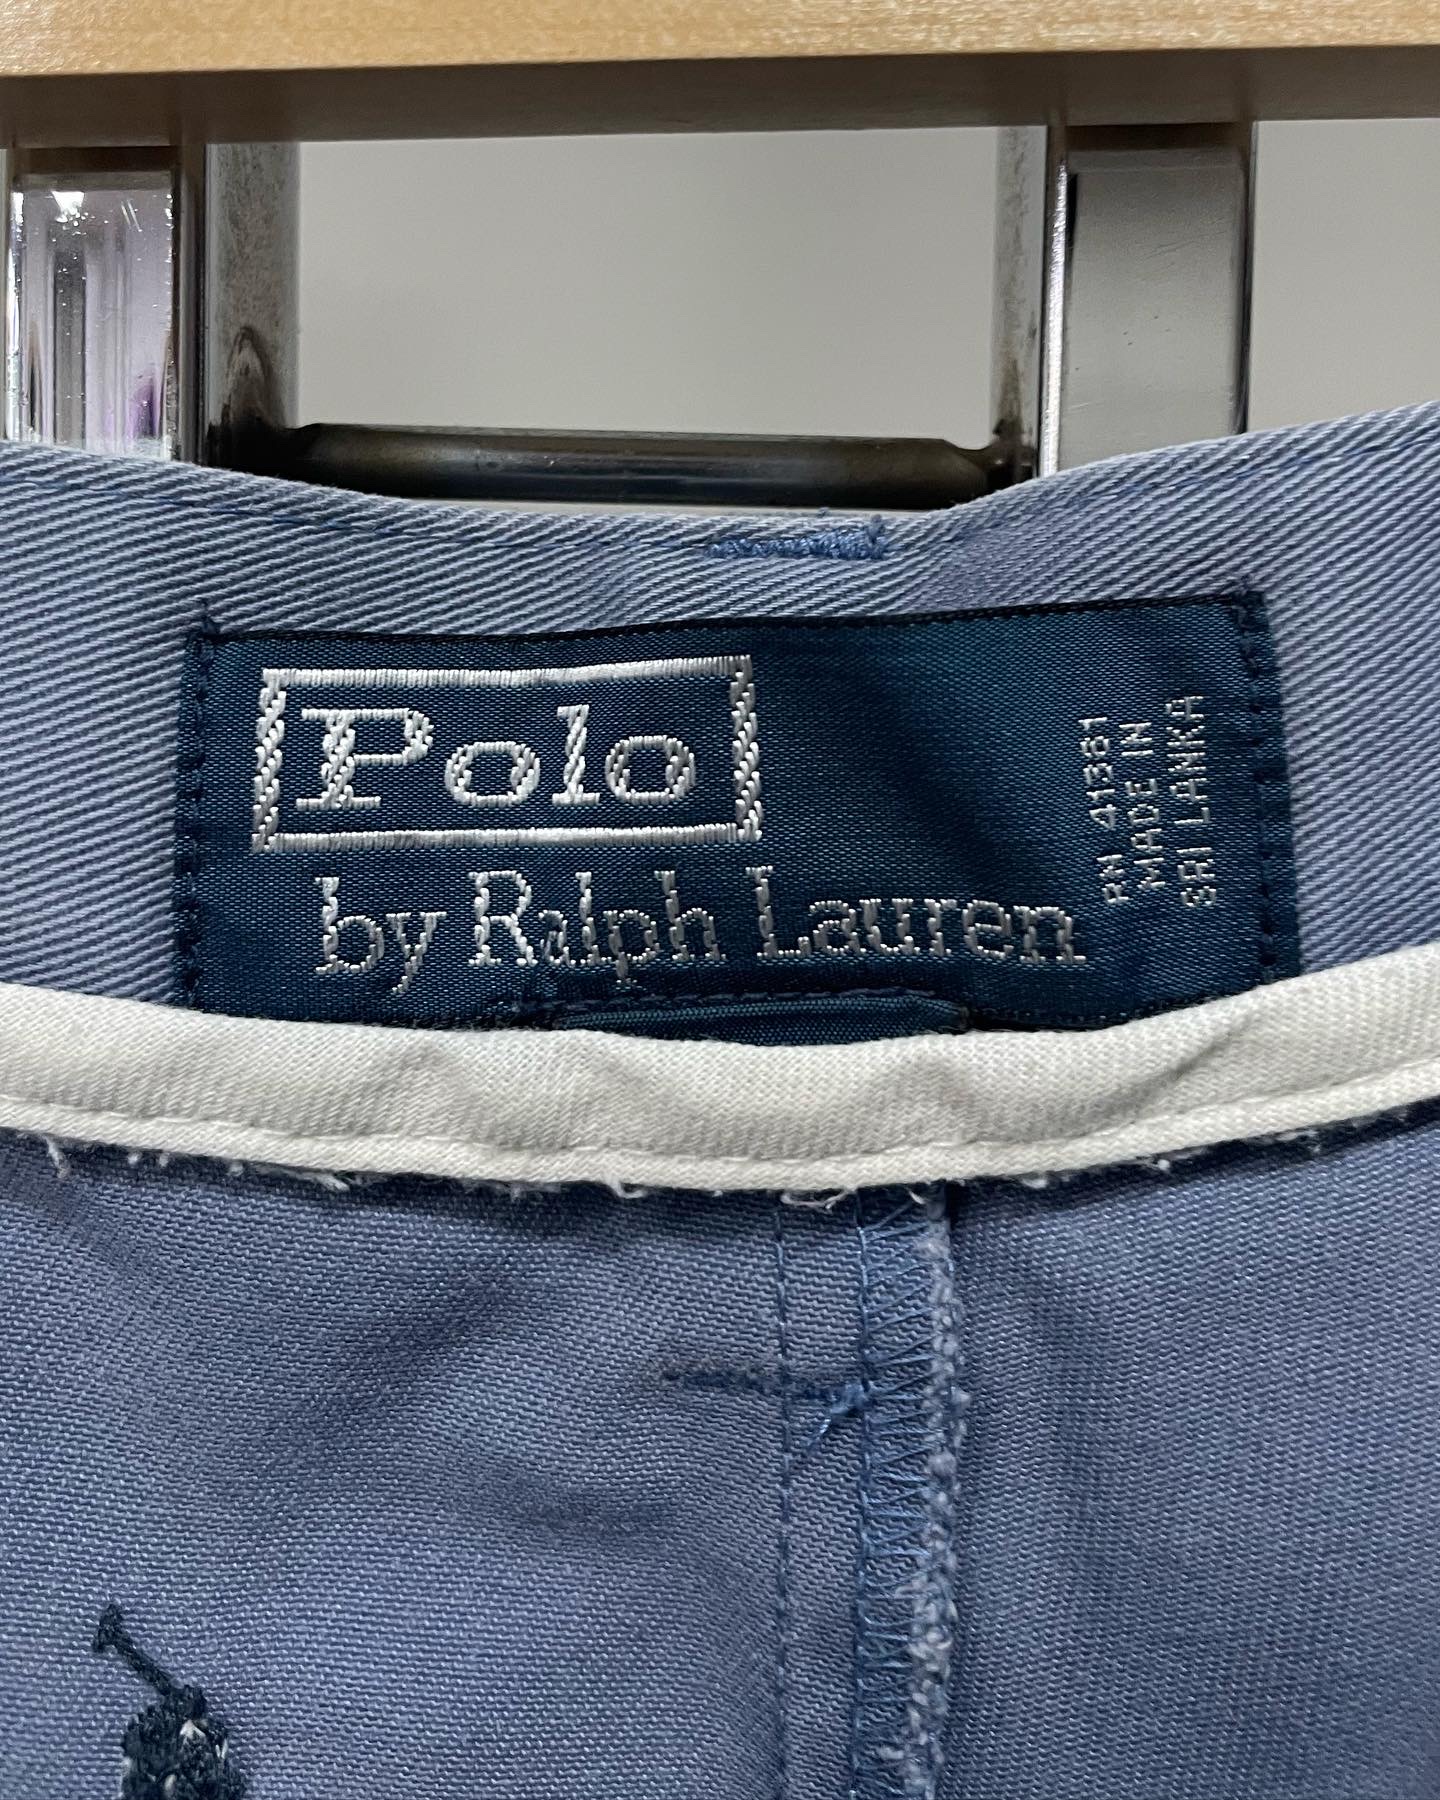 Polo
by Ralph Lauren
RN 41381
MADE IN
SRI LANKA